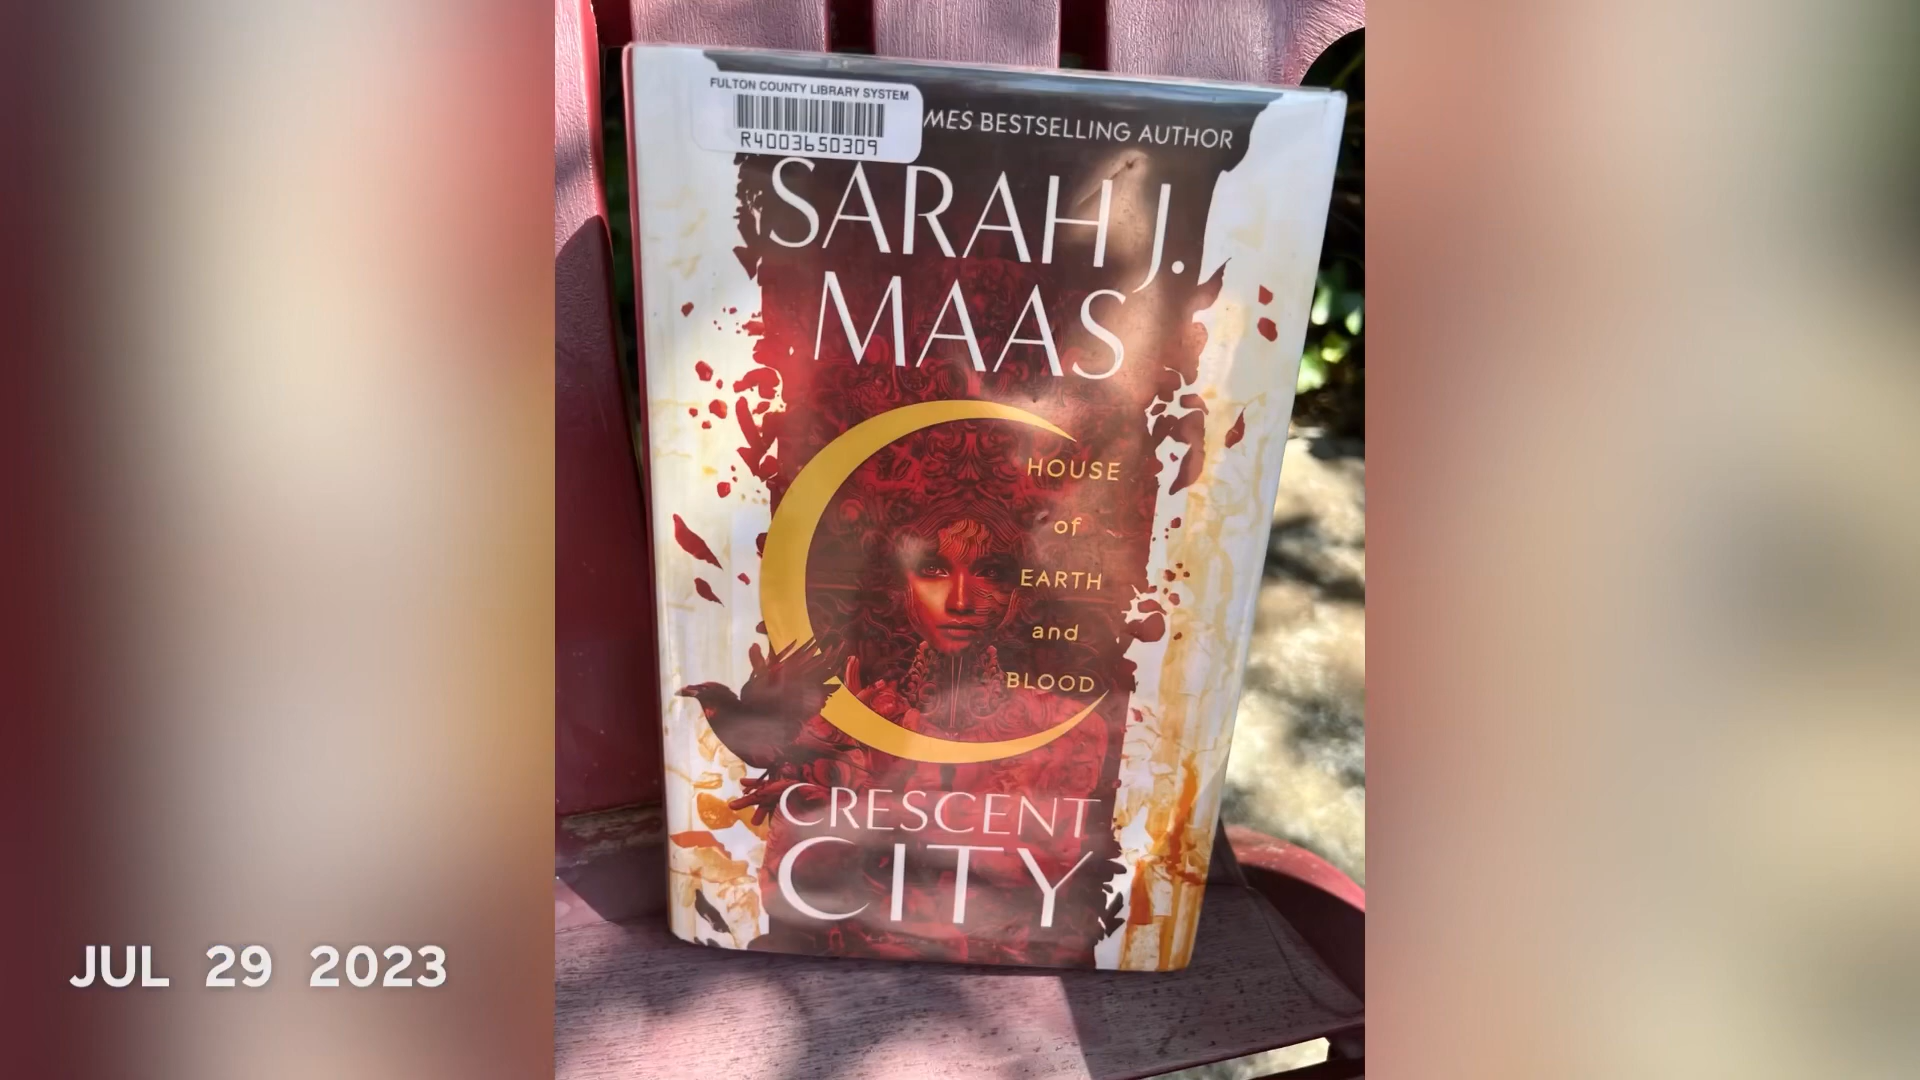 FULTON COUNTY LIBRARY SYSTEM
R4003650309
MES BESTSELLING AUTHOR
SARAH J.
MAAS
HOUSE
of
EARTH
and
BLOOD
CRESCENT
CITY
JUL 29 2023